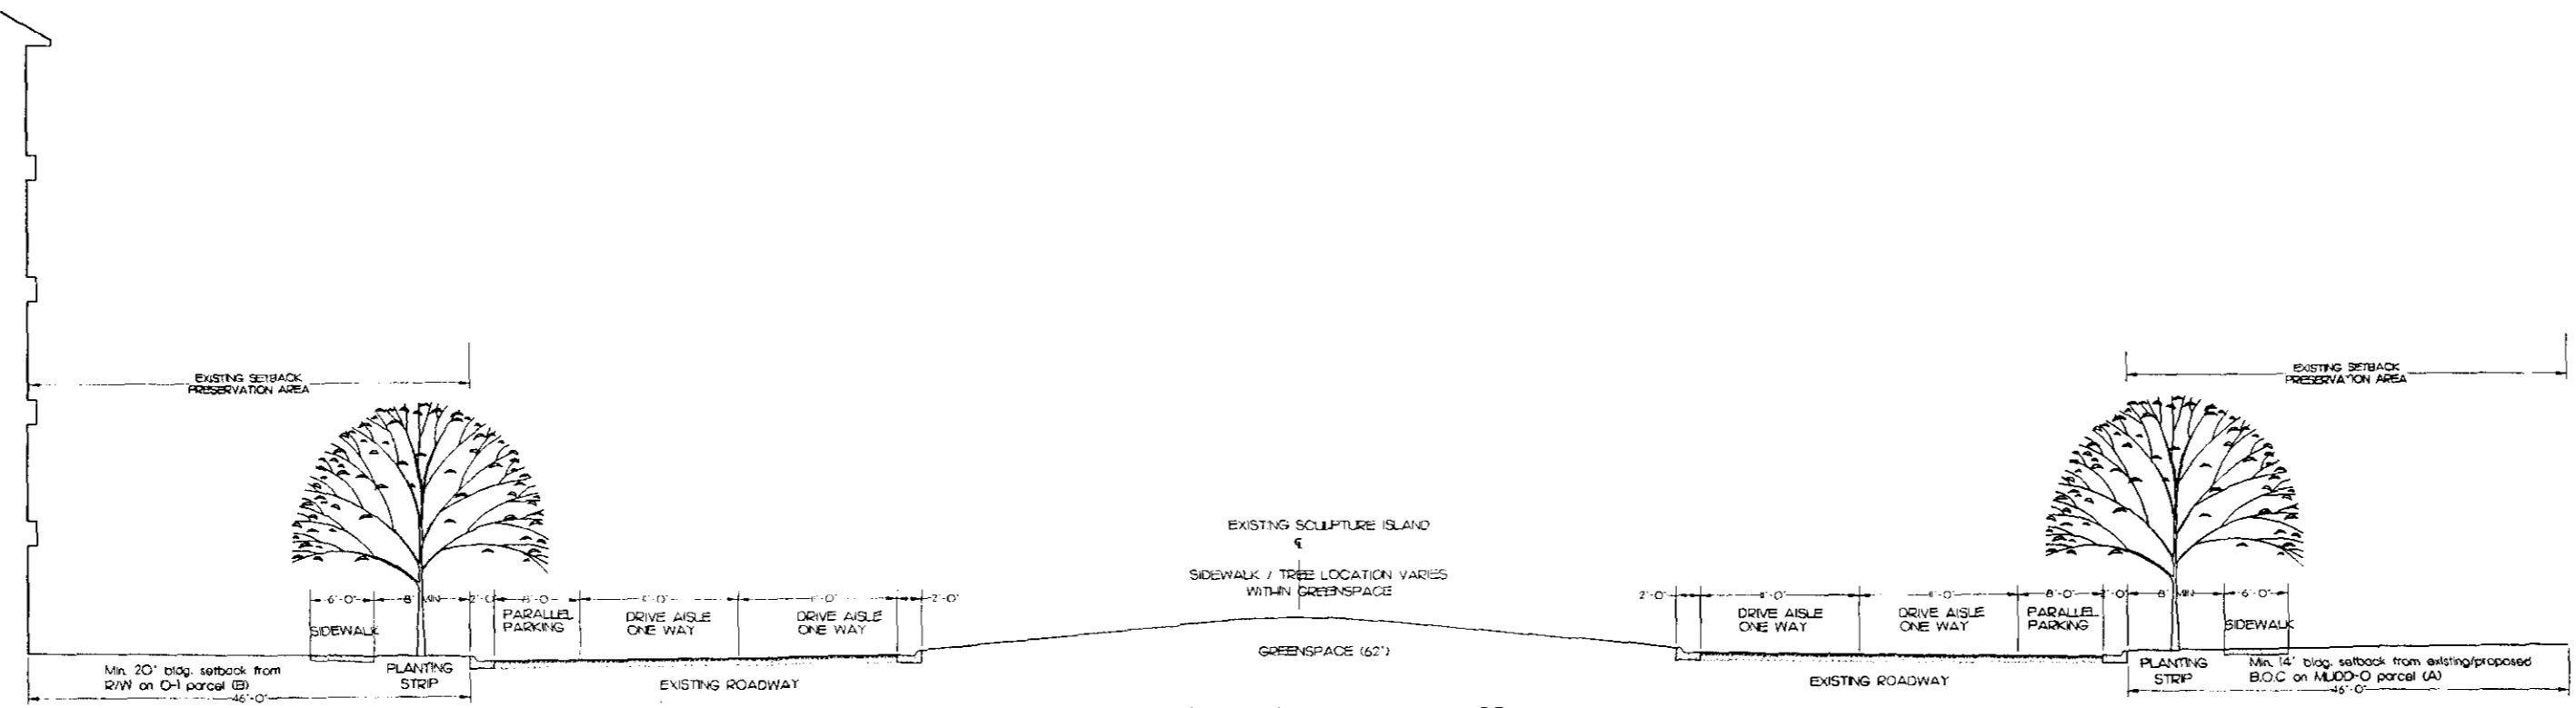 EXISTING SETBACK
PRESERVATION AREA
EXISTING SETBACK
PRESERVATION AREA
EXISTING SCULPTURE ISLAND
℄
SIDEWALK / TREE LOCATION VARIES
WITHIN GREENSPACE
6'-0"
8' MIN
8'-0"
2'-0"
2'-0"
8'-0"
8' MIN
6'-0"
SIDEWALK
PARALLEL
PARKING
DRIVE AISLE
ONE WAY
DRIVE AISLE
ONE WAY
DRIVE AISLE
ONE WAY
DRIVE AISLE
ONE WAY
PARALLEL
PARKING
SIDEWALK
GREENSPACE (62')
Min. 20' bldg. setback from
R/W on O-1 parcel (B)
46'-0"
PLANTING
STRIP
EXISTING ROADWAY
EXISTING ROADWAY
PLANTING
STRIP
Min. 14' bldg. setback from existing/proposed
B.O.C on MUDD-O parcel (A)
46'-0"